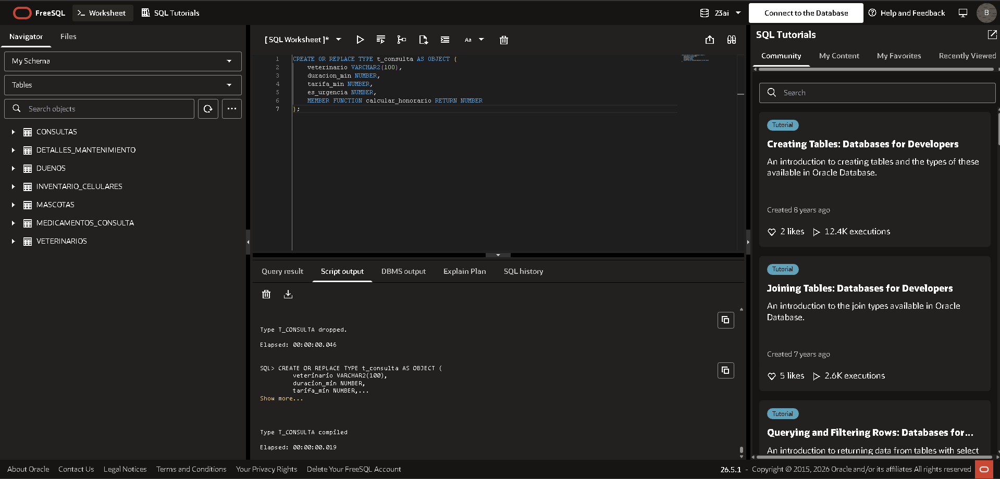 FreeSQL
Worksheet
SQL Tutorials
23ai
Connect to the Database
Help and Feedback
B
Navigator
Files
My Schema
Tables
Search objects
CONSULTAS
DETALLES_MANTENIMIENTO
DUENOS
INVENTARIO_CELULARES
MASCOTAS
MEDICAMENTOS_CONSULTA
VETERINARIOS
[ SQL Worksheet ]*
Aa
1 CREATE OR REPLACE TYPE t_consulta AS OBJECT (
2 veterinario VARCHAR2(100),
3 duracion_min NUMBER,
4 tarifa_min NUMBER,
5 es_urgencia NUMBER,
6 MEMBER FUNCTION calcular_honorario RETURN NUMBER
7 );
Query result
Script output
DBMS output
Explain Plan
SQL history
Type T_CONSULTA dropped.
Elapsed: 00:00:00.046
SQL> CREATE OR REPLACE TYPE t_consulta AS OBJECT (
veterinario VARCHAR2(100),
duracion_min NUMBER,
tarifa_min NUMBER,...
Show more...
Type T_CONSULTA compiled
Elapsed: 00:00:00.019
SQL Tutorials
Community
My Content
My Favorites
Recently Viewed
Search
Tutorial
Creating Tables: Databases for Developers
An introduction to creating tables and the types of these
available in Oracle Database.
Created 8 years ago
2 likes
12.4K executions
Tutorial
Joining Tables: Databases for Developers
An introduction to the join types available in Oracle
Database.
Created 7 years ago
5 likes
2.6K executions
Tutorial
Querying and Filtering Rows: Databases for...
An introduction to returning data from tables with select
About Oracle
Contact Us
Legal Notices
Terms and Conditions
Your Privacy Rights
Delete Your FreeSQL Account
26.5.1 - Copyright © 2015, 2026 Oracle and/or its affiliates All rights reserved